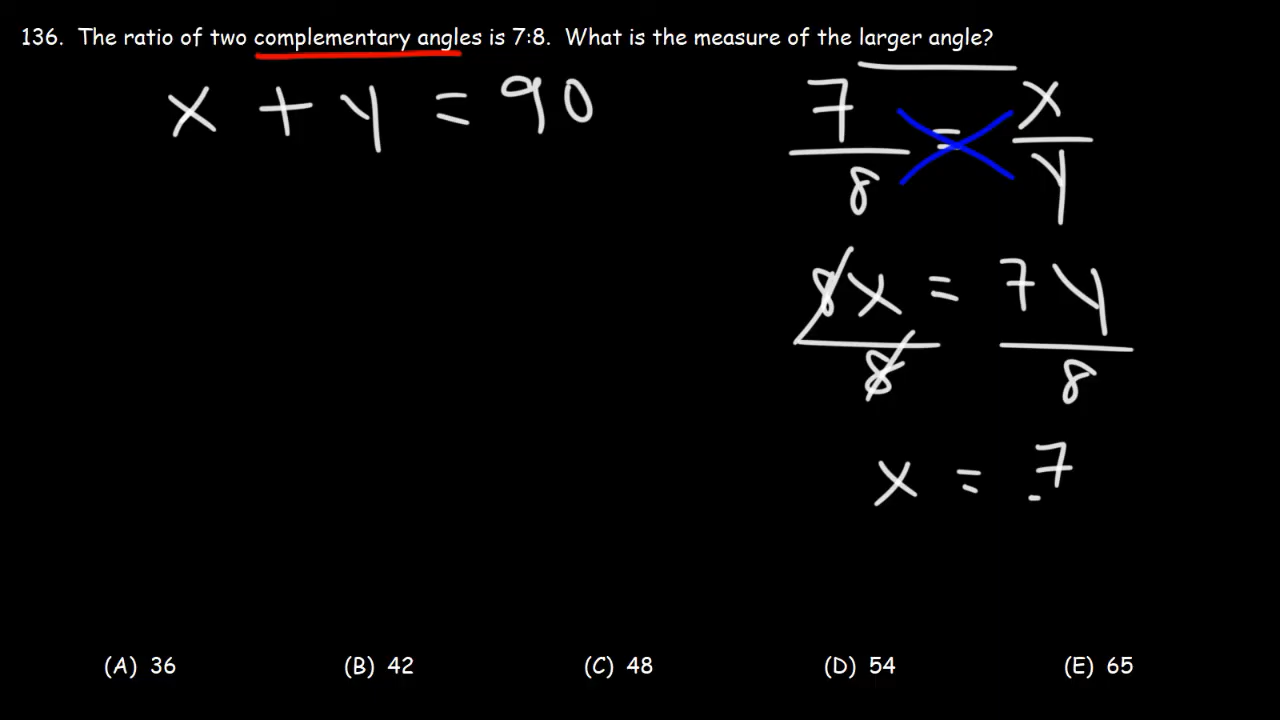 136. The ratio of two complementary angles is 7:8. What is the measure of the larger angle?
x + y = 90
7/8 = x/y
8x/8 = 7y/8
x = 7
(A) 36 (B) 42 (C) 48 (D) 54 (E) 65